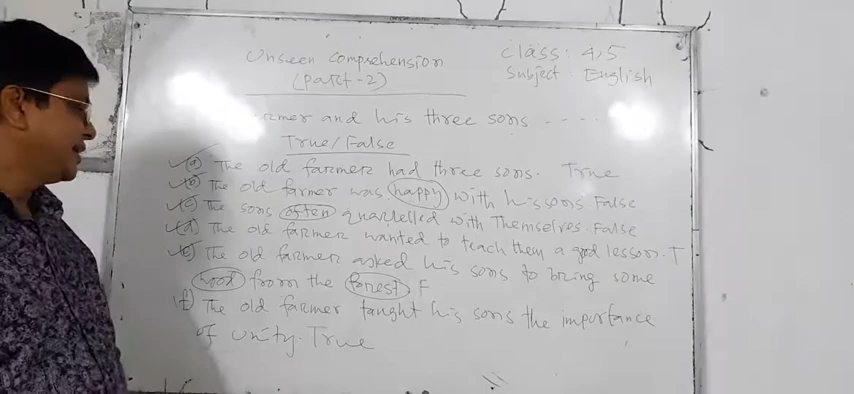 Unseen Comprehension
(part-2)
Class: 4,5
Subject: English
rmer and his three sons ....
True/False
(a) The old farmer had three sons. True
(b) The old farmer was happy with his sons False
(c) The sons often quarrelled with Themselves. False
(d) The old farmer wanted to teach them a good lesson. T
(e) The old farmer asked his sons to bring some
wood from the forest. F
(f) The old farmer taught his sons the importance
of unity. True